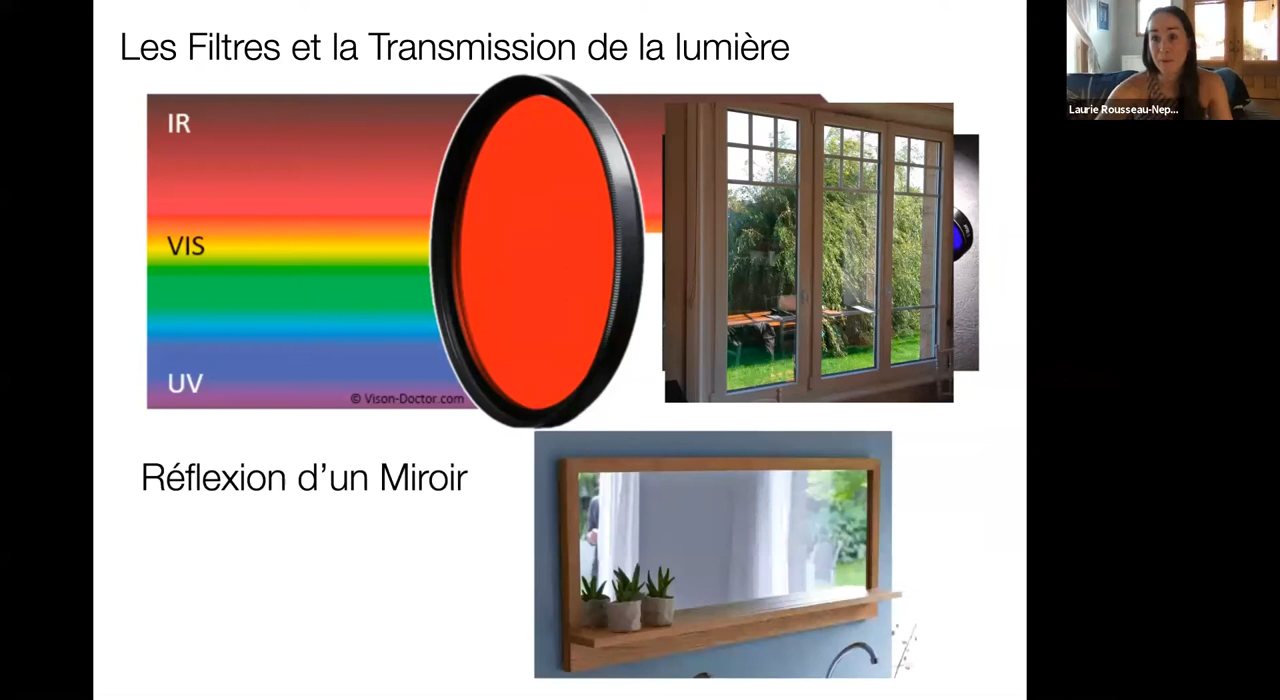 Les Filtres et la Transmission de la lumière
IR
VIS
UV
© Vison-Doctor.com
Réflexion d'un Miroir
Laurie Rousseau-Nep...